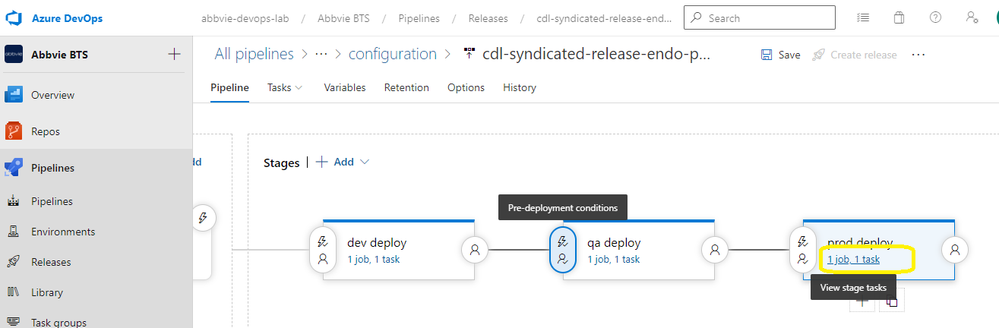 Azure DevOps
abbvie-devops-lab / Abbvie BTS / Pipelines / Releases / cdl-syndicated-release-end...
Search
abbvie
Abbvie BTS
All pipelines > ··· > configuration > cdl-syndicated-release-endo-p...
Save
Create release
Pipeline Tasks Variables Retention Options History
Overview
Repos
Pipelines
Pipelines
Environments
Releases
Library
Task groups
dd
Stages | + Add
Pre-deployment conditions
dev deploy
1 job, 1 task
qa deploy
1 job, 1 task
prod deploy
1 job, 1 task
View stage tasks